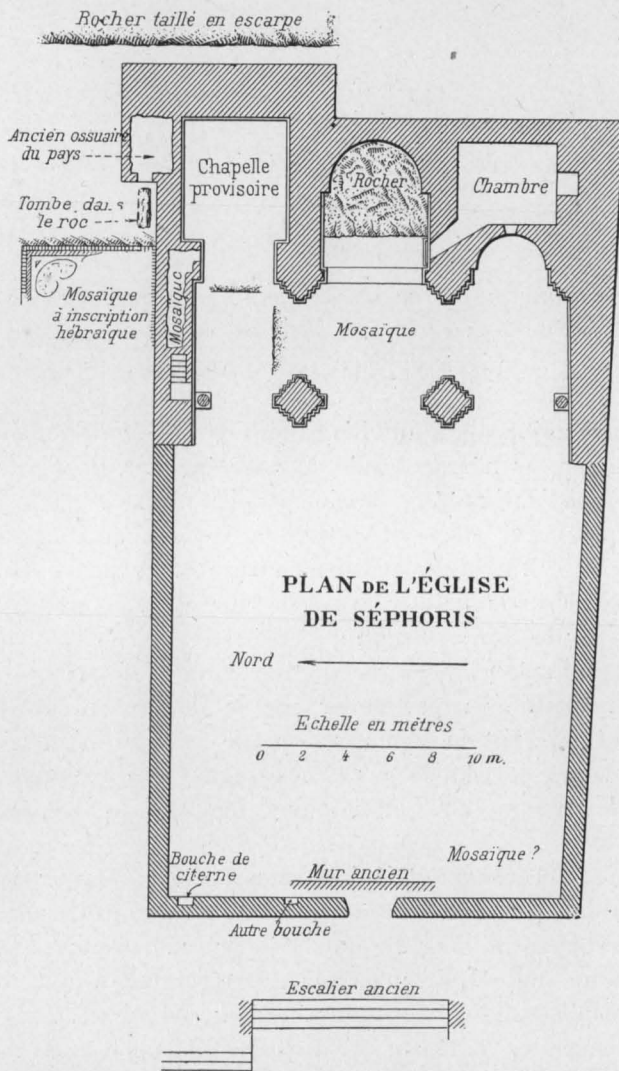 Rocher taillé en escarpe
Ancien ossuaire
du pays
Chapelle
provisoire
Rocher
Chambre
Tombe dans
le roc
Mosaïque
à inscription
hébraïque
Mosaïque
Mosaïque
PLAN DE L'ÉGLISE
DE SÉPHORIS
Nord
Echelle en mètres
0 2 4 6 8 10 m.
Mosaïque ?
Bouche de
citerne
Mur ancien
Autre bouche
Escalier ancien